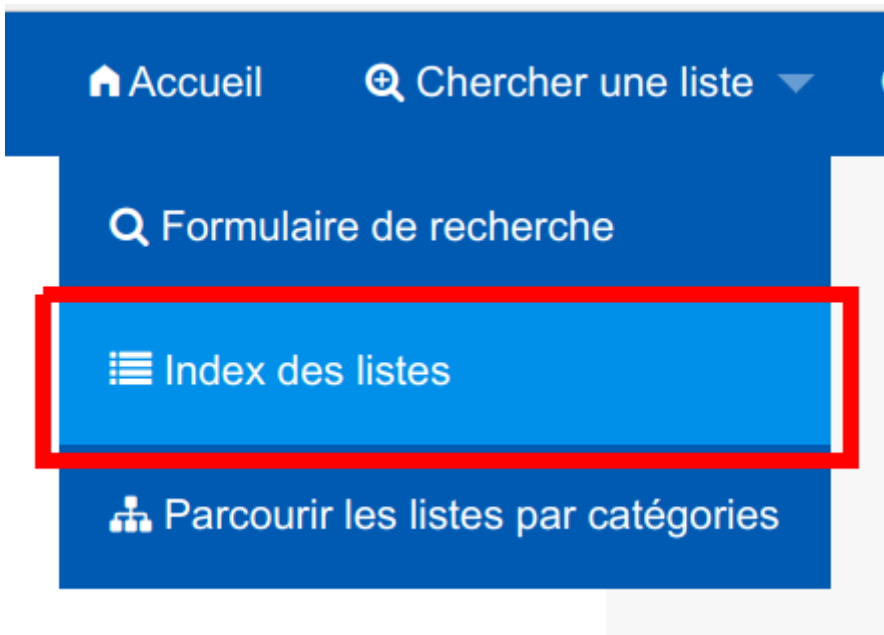 Accueil Chercher une liste
Formulaire de recherche
Index des listes
Parcourir les listes par catégories